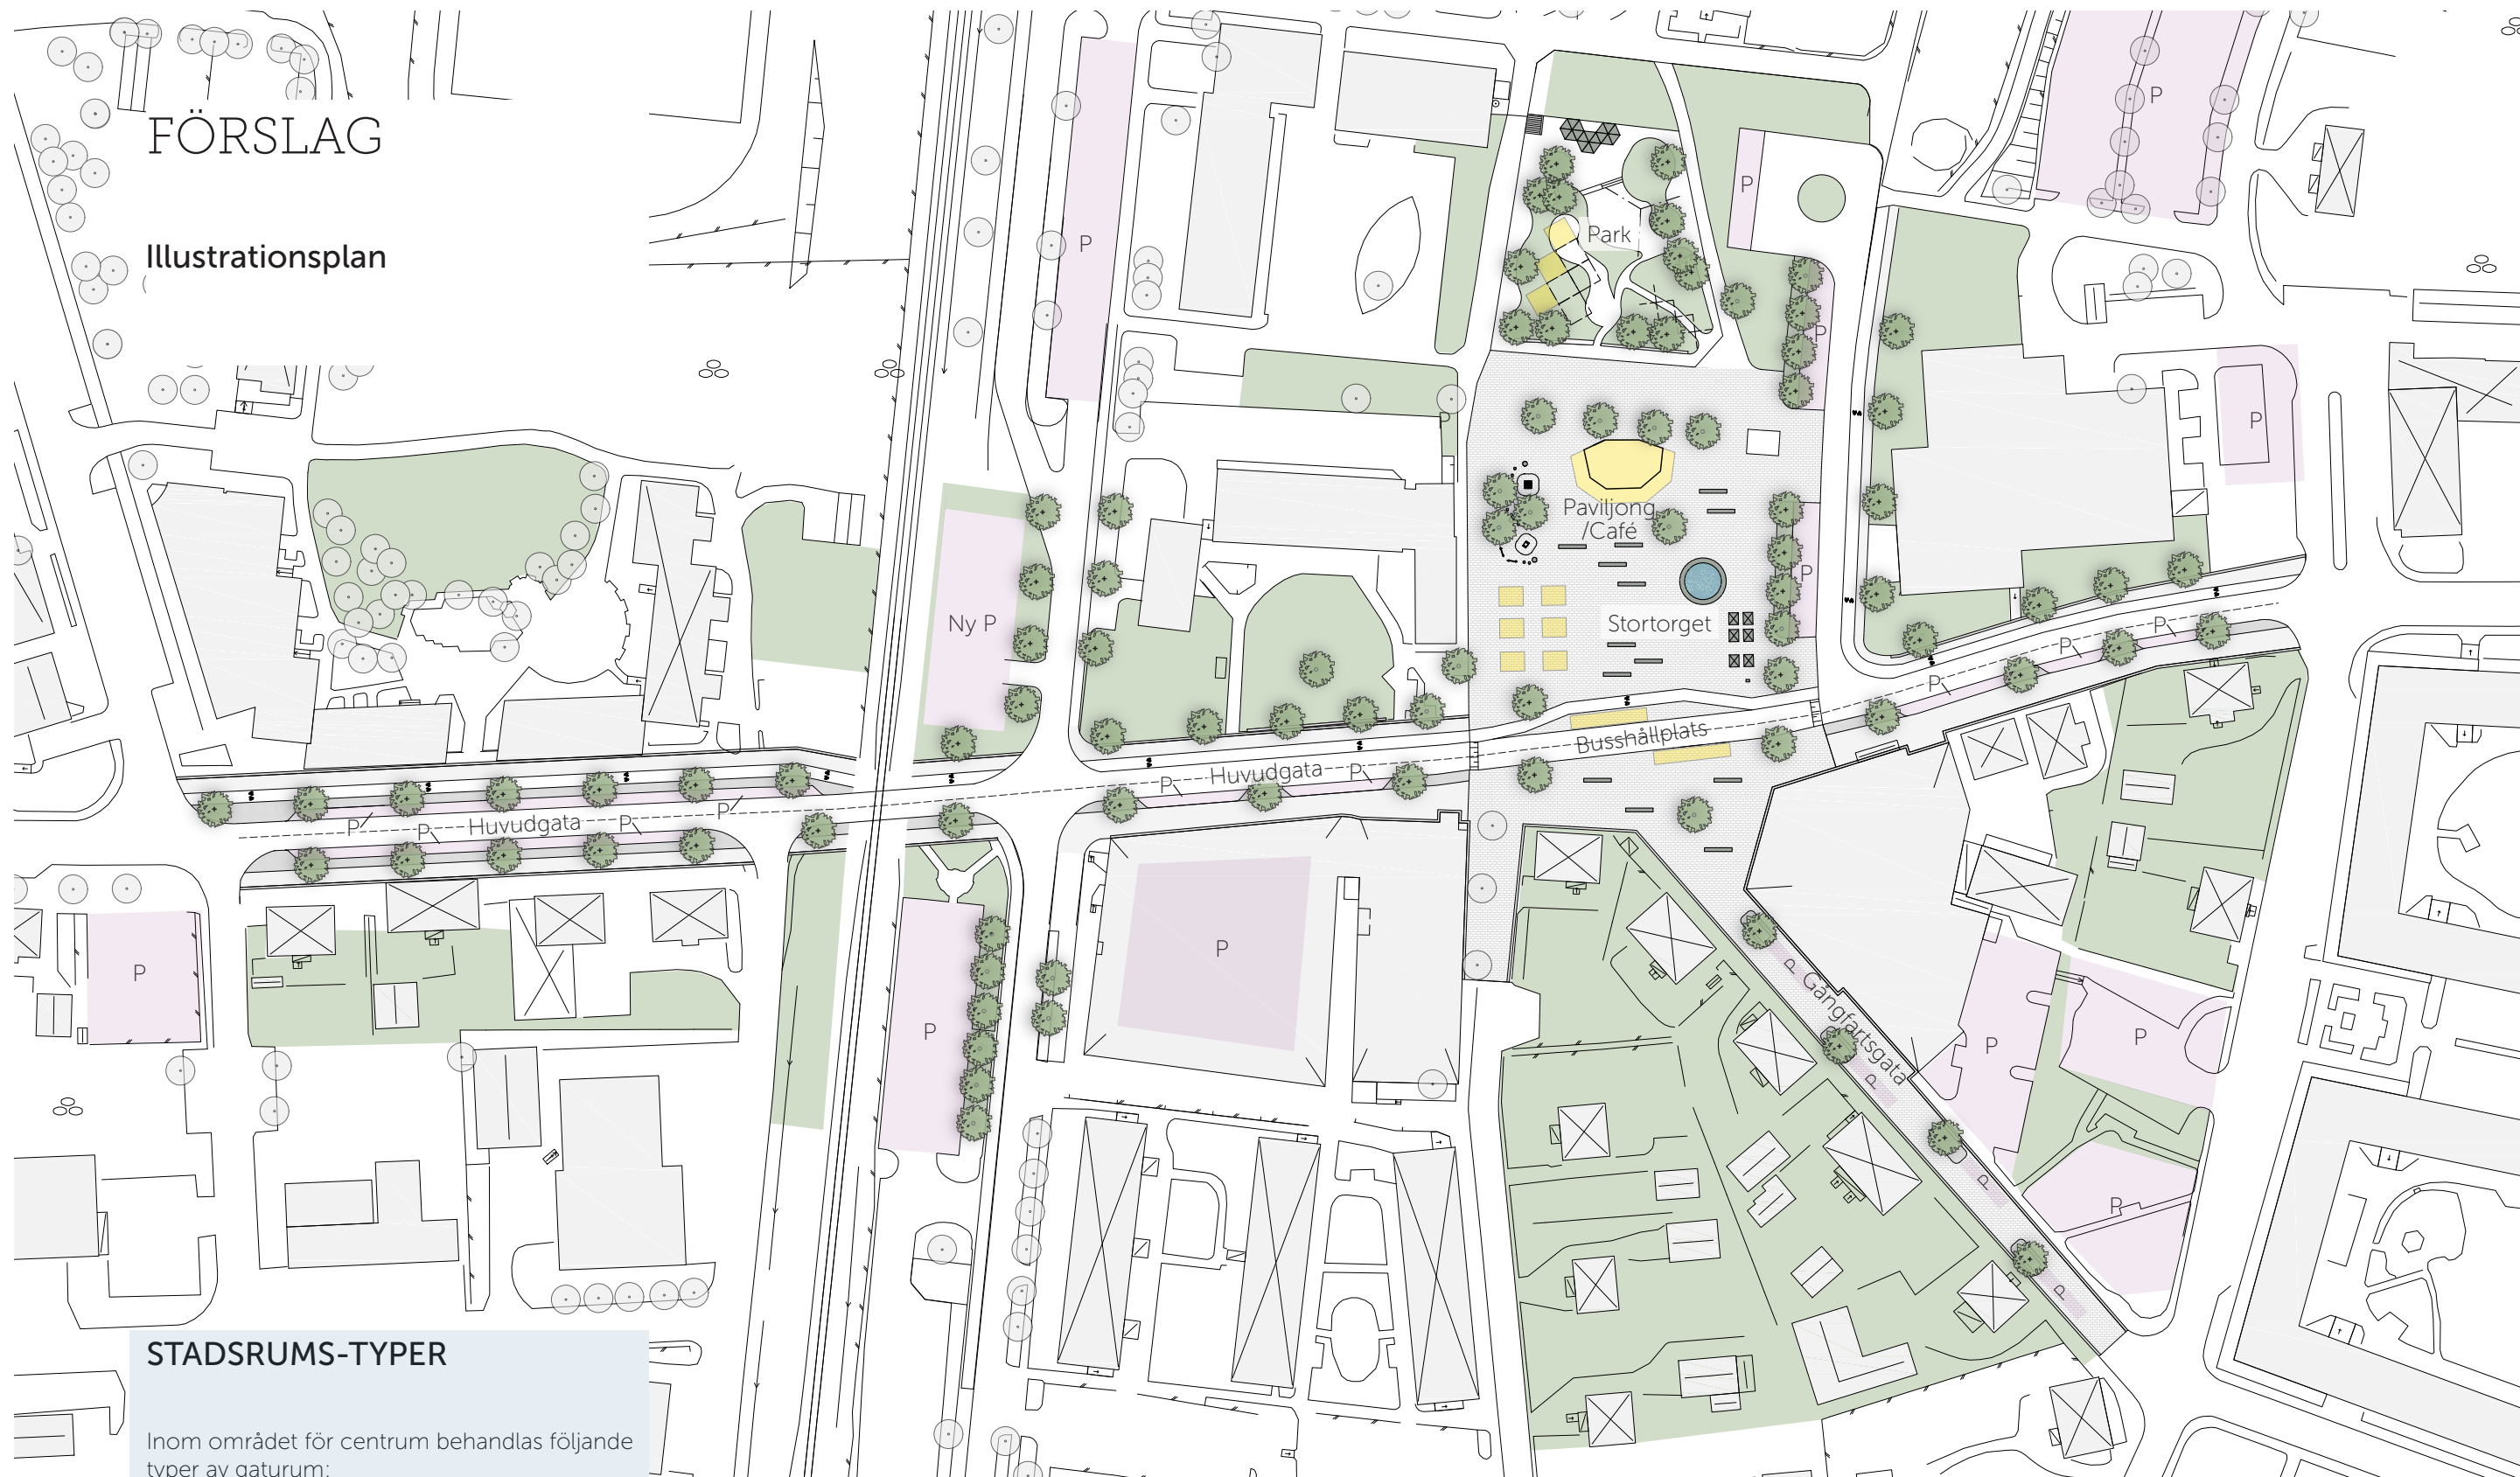 FÖRSLAG
Illustrationsplan
P
P
P
P
Park
P
P
P
Paviljong
/Café
P
Ny P
Stortorget
P
P
P
Busshållplats
P
Huvudgata
P
P
P
P
Huvudgata
P
P
P
P
P
P
Gångfartsgata
P
P
P
P
P
P
STADSRUMS-TYPER
Inom området för centrum behandlas följande
typer av gaturum: